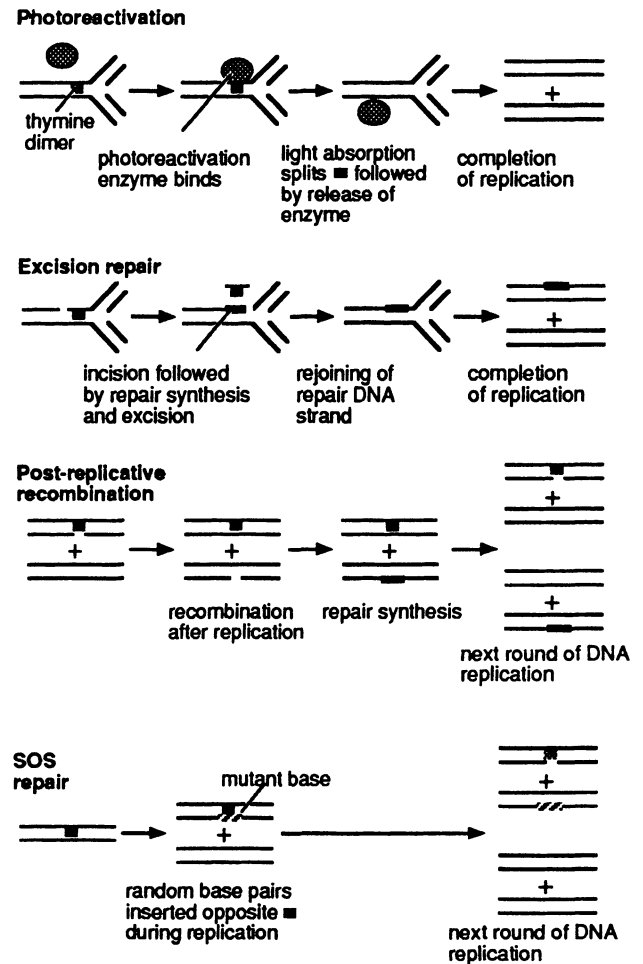 Photoreactivation
thymine
dimer
photoreactivation
enzyme binds
light absorption
splits ■ followed
by release of
enzyme
completion
of replication
+
Excision repair
incision followed
by repair synthesis
and excision
rejoining of
repair DNA
strand
completion
of replication
+
Post-replicative
recombination
+
+
+
+
+
recombination
after replication
repair synthesis
next round of DNA
replication
SOS
repair
mutant base
+
+
+
random base pairs
inserted opposite ■
during replication
next round of DNA
replication